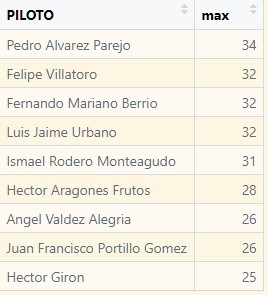 PILOTO max
Pedro Alvarez Parejo 34
Felipe Villatoro 32
Fernando Mariano Berrio 32
Luis Jaime Urbano 32
Ismael Rodero Monteagudo 31
Hector Aragones Frutos 28
Angel Valdez Alegria 26
Juan Francisco Portillo Gomez 26
Hector Giron 25